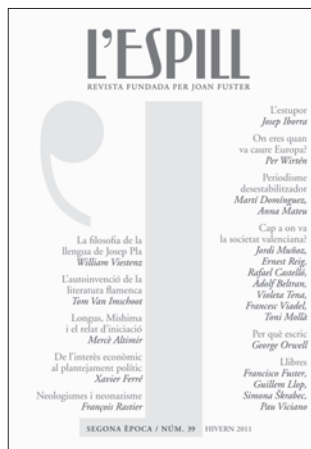 L'ESPILL
REVISTA FUNDADA PER JOAN FUSTER
L'estupor
Josep Iborra
On eres quan
va caure Europa?
Per Wirtén
Periodisme
desestabilitzador
Martí Domínguez,
Anna Mateu
Cap a on va
la societat valenciana?
Jordi Muñoz,
Ernest Reig,
Rafael Castelló,
Adolf Beltran,
Violeta Tena,
Francesc Viadel,
Toni Mollà
Per què escric
George Orwell
Llibres
Francisco Fuster,
Guillem Llop,
Simona Škrabec,
Pau Viciano
La filosofia de la
llengua de Josep Pla
William Viestenz
L'autoinvenció de la
literatura flamenca
Tom Van Imschoot
Longus, Mishima
i el relat d'iniciació
Mercè Altimir
De l'interès econòmic
al plantejament polític
Xavier Ferré
Neologismes i neonazisme
François Rastier
SEGONA ÈPOCA / NÚM. 39 HIVERN 2011